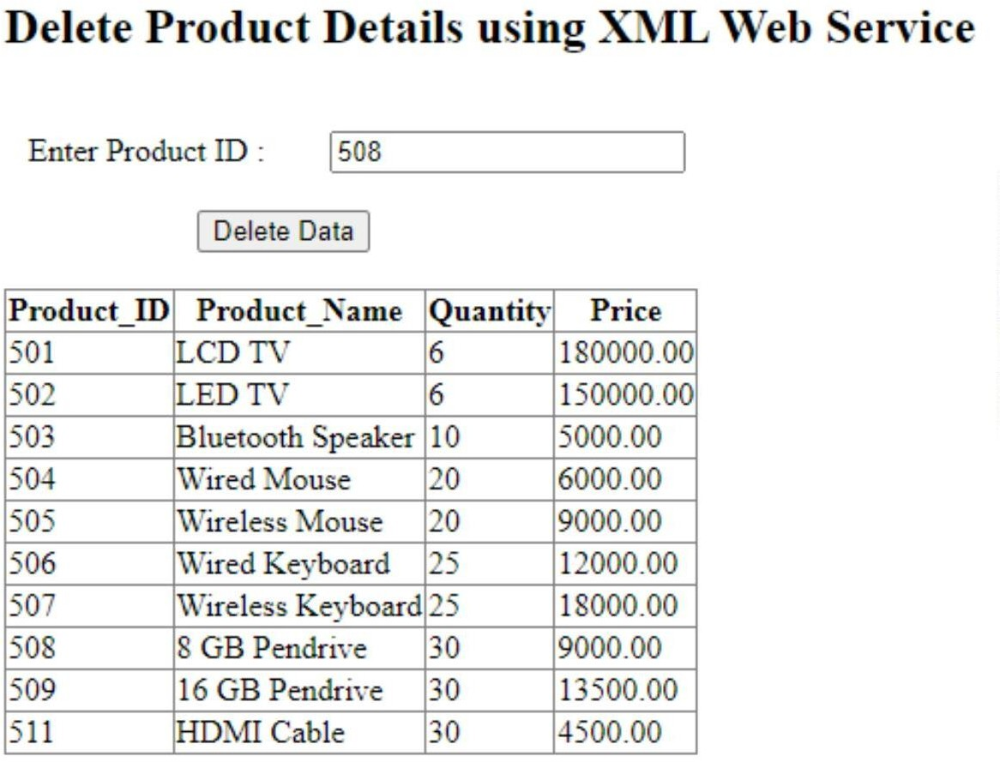 Delete Product Details using XML Web Service
Enter Product ID : 508
Delete Data
Product_ID Product_Name Quantity Price
501 LCD TV 6 180000.00
502 LED TV 6 150000.00
503 Bluetooth Speaker 10 5000.00
504 Wired Mouse 20 6000.00
505 Wireless Mouse 20 9000.00
506 Wired Keyboard 25 12000.00
507 Wireless Keyboard 25 18000.00
508 8 GB Pendrive 30 9000.00
509 16 GB Pendrive 30 13500.00
511 HDMI Cable 30 4500.00